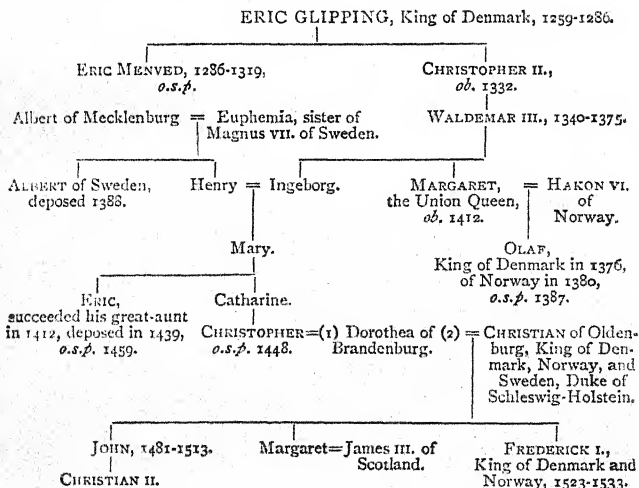 ERIC GLIPPING, King of Denmark, 1259-1286.
ERIC MENVED, 1286-1319,
o.s.p.
CHRISTOPHER II.,
ob. 1332.
Albert of Mecklenburg = Euphemia, sister of
Magnus VII. of Sweden.
WALDEMAR III., 1340-1375.
ALBERT of Sweden,
deposed 1388.
Henry = Ingeborg.
MARGARET,
the Union Queen,
ob. 1412.
= HAKON VI.
of
Norway.
Mary.
OLAF,
King of Denmark in 1376,
of Norway in 1380,
o.s.p. 1387.
ERIC,
succeeded his great-aunt
in 1412, deposed in 1439,
o.s.p. 1459.
Catharine.
CHRISTOPHER=(1) Dorothea of (2) = CHRISTIAN of Olden-
o.s.p. 1448.
Brandenburg.
burg, King of Den-
mark, Norway, and
Sweden, Duke of
Schleswig-Holstein.
JOHN, 1481-1513.
CHRISTIAN II.
Margaret=James III. of
Scotland.
FREDERICK I.,
King of Denmark and
Norway, 1523-1533.